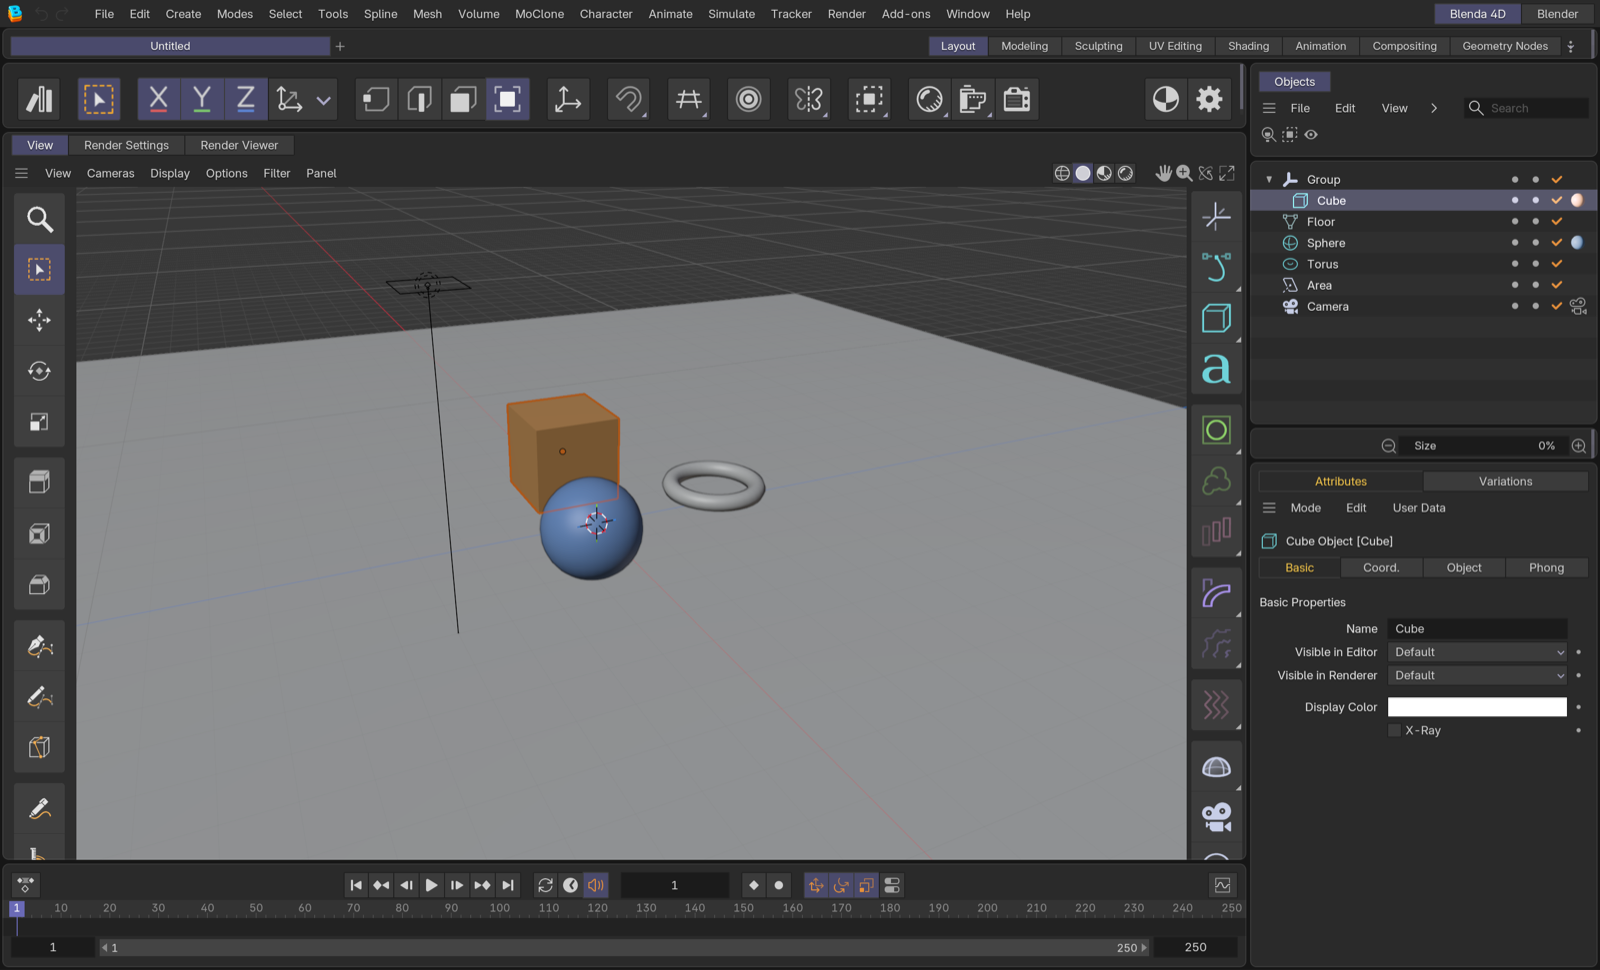 File Edit Create Modes Select Tools Spline Mesh Volume MoClone Character Animate Simulate Tracker Render Add-ons Window Help Blenda 4D Blender
Untitled + Layout Modeling Sculpting UV Editing Shading Animation Compositing Geometry Nodes
X Y Z
Objects
File Edit View Search
View Render Settings Render Viewer
View Cameras Display Options Filter Panel
Group
Cube
Floor
Sphere
Torus
Area
Camera
a
Size 0%
Attributes Variations
Mode Edit User Data
Cube Object [Cube]
Basic Coord. Object Phong
Basic Properties
Name Cube
Visible in Editor Default
Visible in Renderer Default
Display Color
X-Ray
1
1 10 20 30 40 50 60 70 80 90 100 110 120 130 140 150 160 170 180 190 200 210 220 230 240 250
1 1 250 250